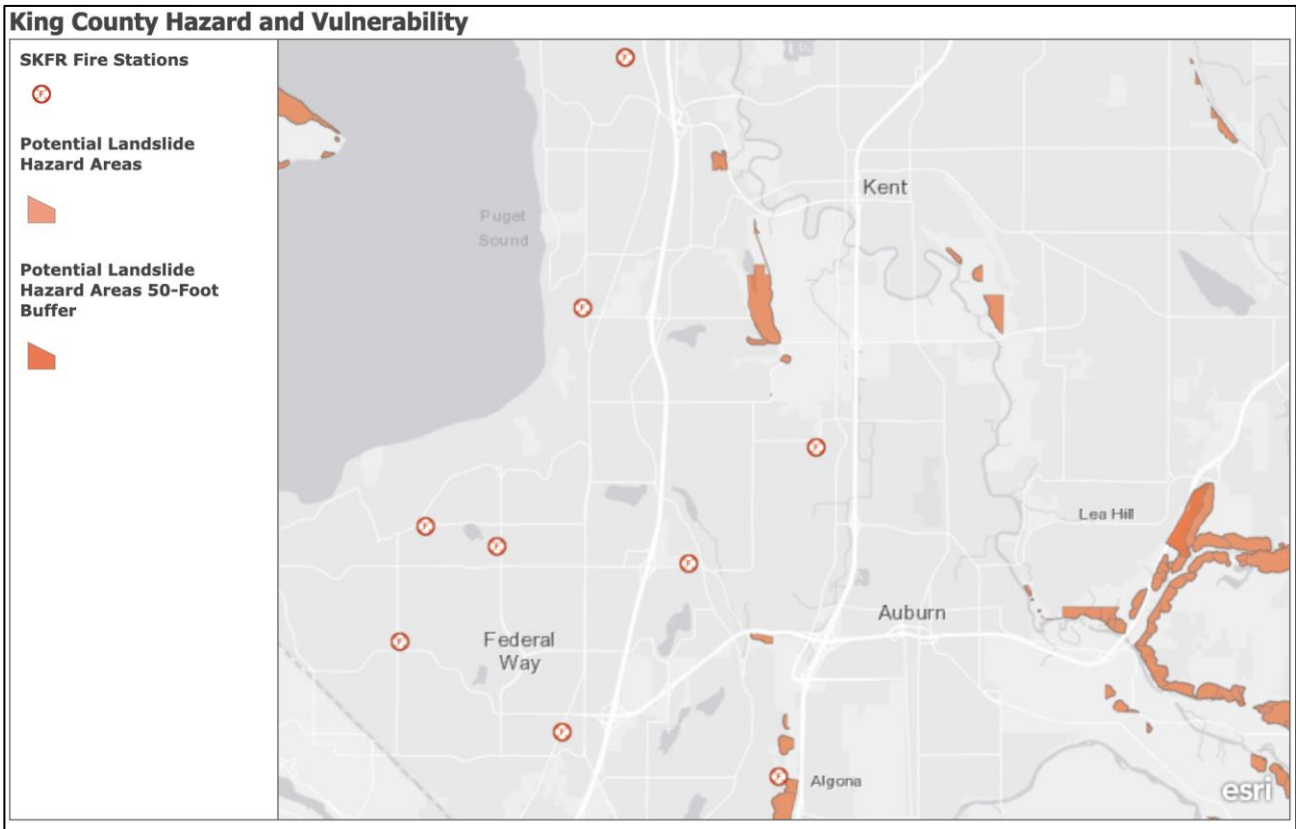 King County Hazard and Vulnerability
SKFR Fire Stations
F
Potential Landslide
Hazard Areas
Potential Landslide
Hazard Areas 50-Foot
Buffer
F
Kent
Puget
Sound
F
F
F
Lea Hill
F
F
Auburn
F
Federal
Way
F
F
Algona
esri